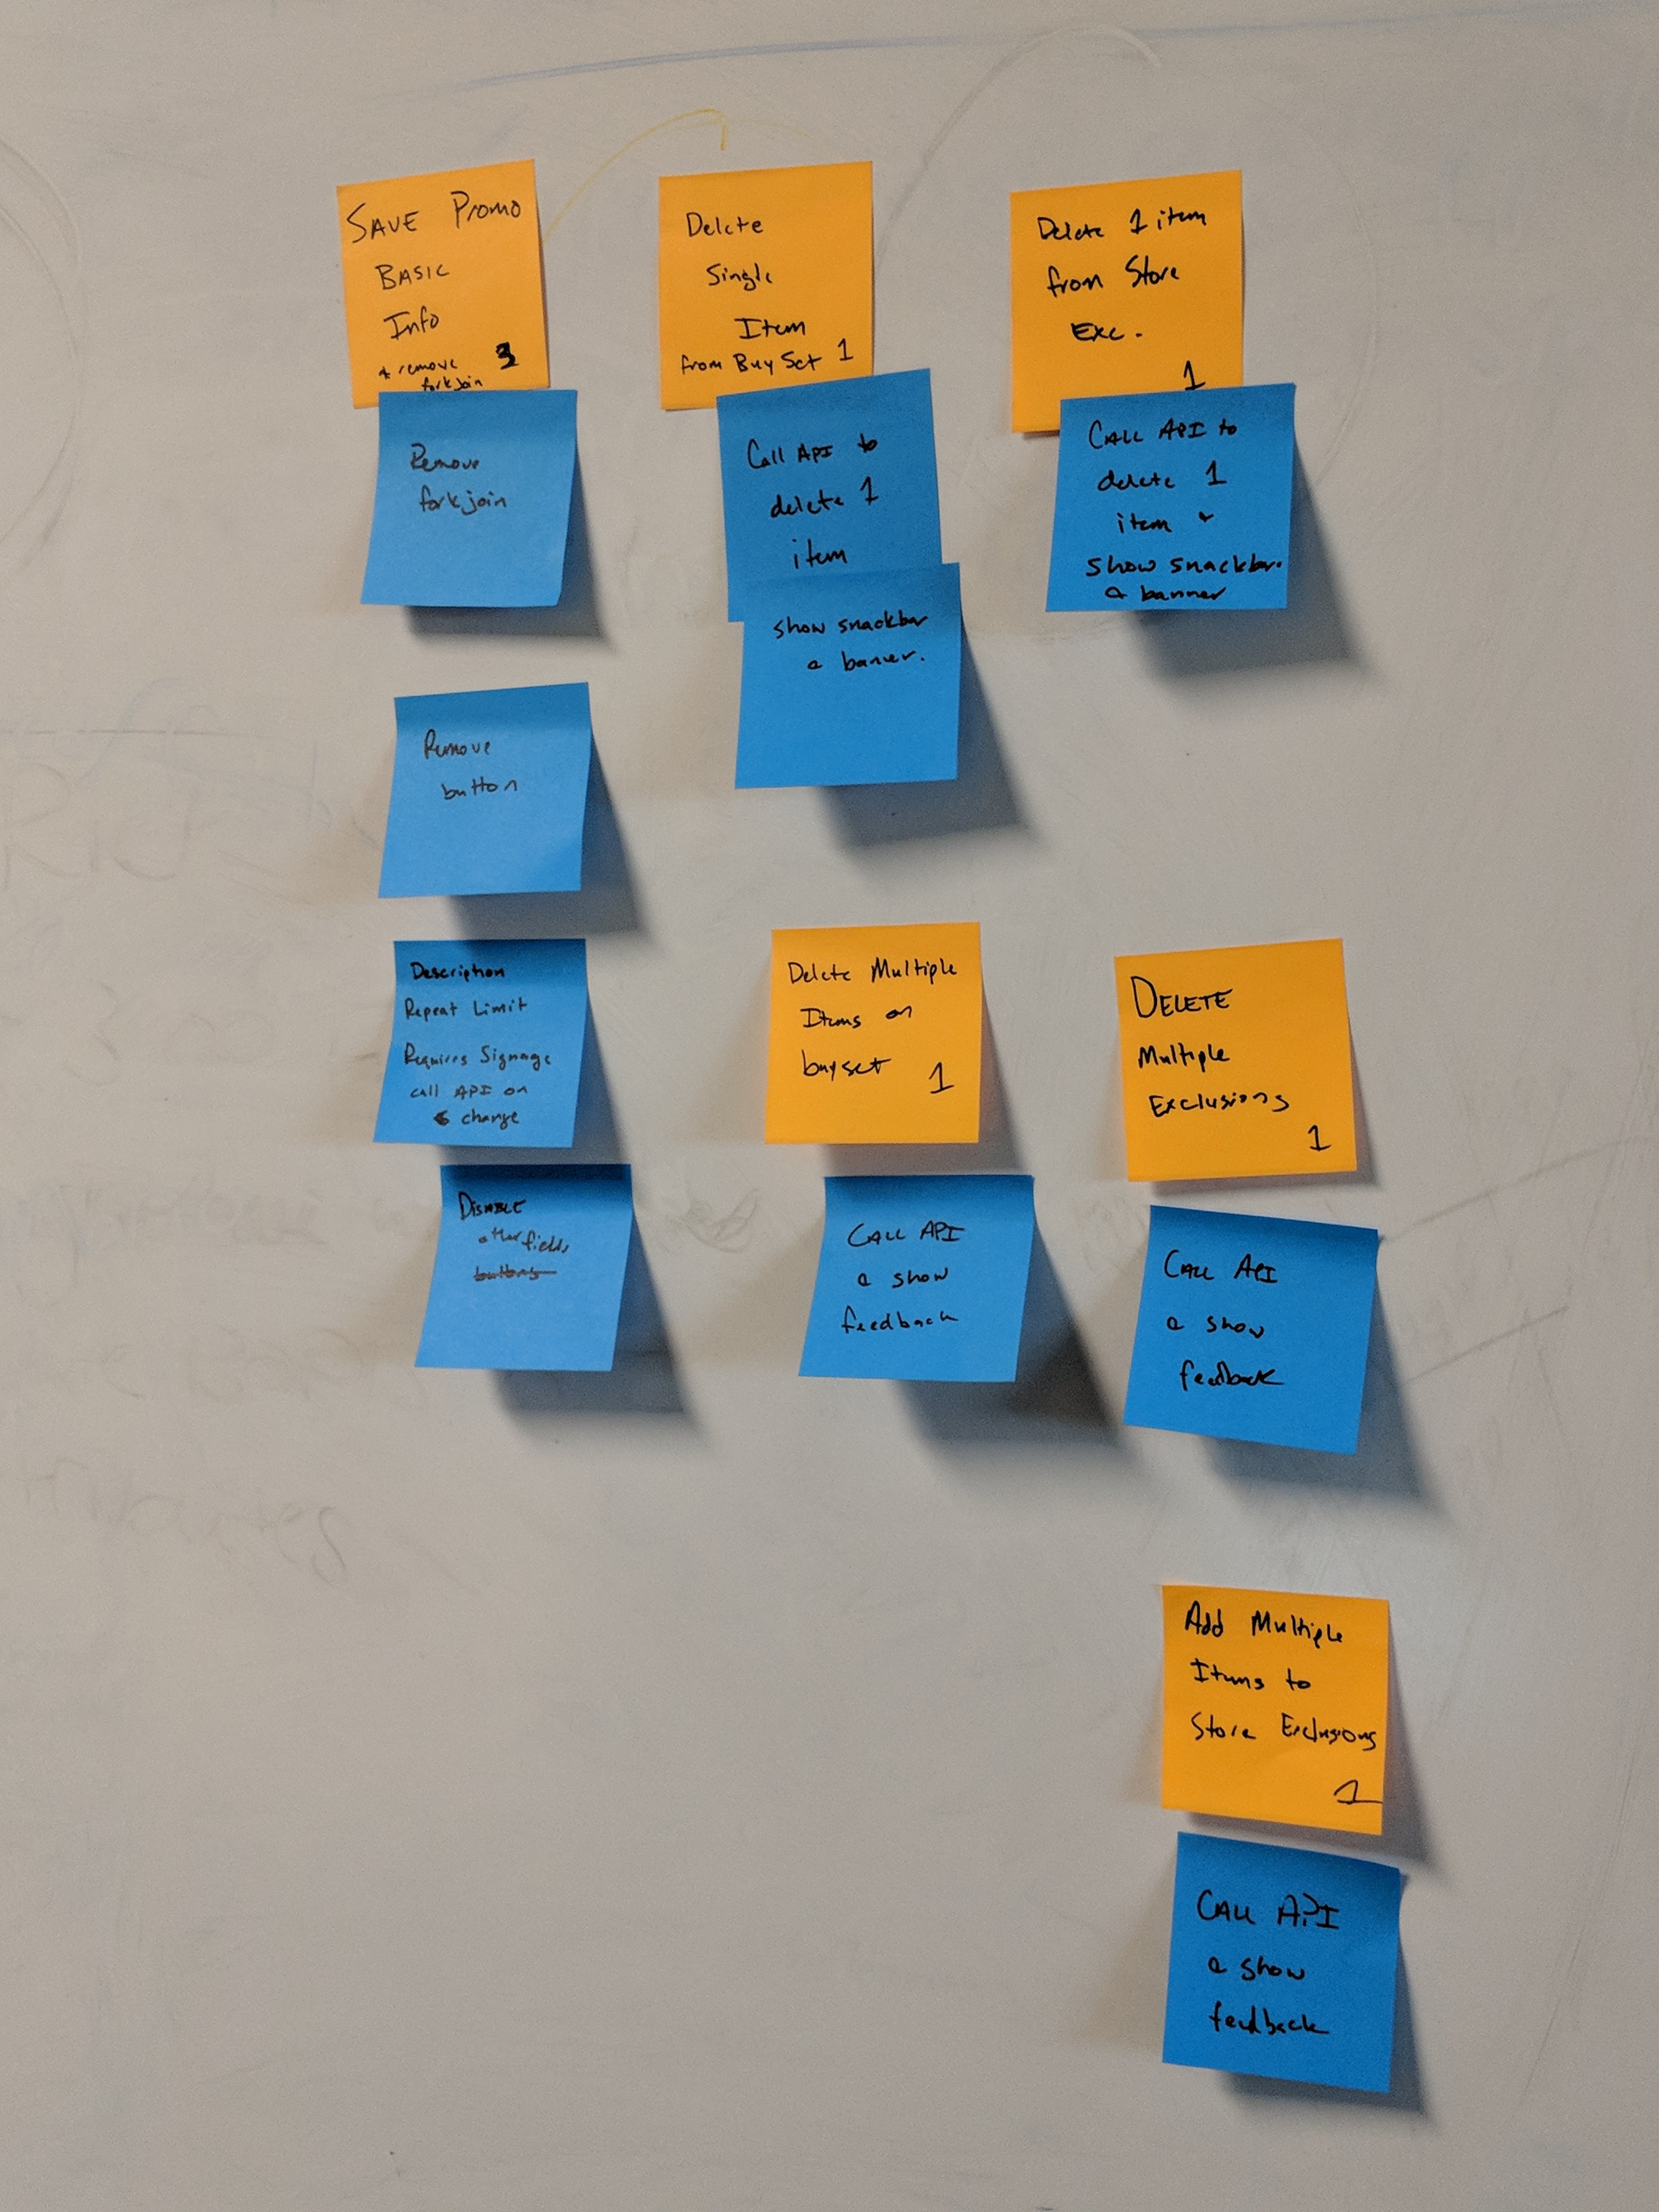 SAVE Promo
BASIC
Info
+ remove 3
forkjoin
Remove
forkjoin
Remove
button
Description
Repeat Limit
Requires Signage
call API on
change
DISABLE
other fields
buttons
Delete
Single
Item
from Buy Set 1
Call API to
delete 1
item
show snackbar
a banner.
Delete Multiple
Items on
buyset 1
CALL API
a show
feedback
Delete 1 item
from Store
Exc.
1
CALL API to
delete 1
item +
show snackbar
a banner
DELETE
Multiple
Exclusions
1
CALL API
a show
feedback
Add Multiple
Items to
Store Exclusions
1
CALL API
a show
feedback